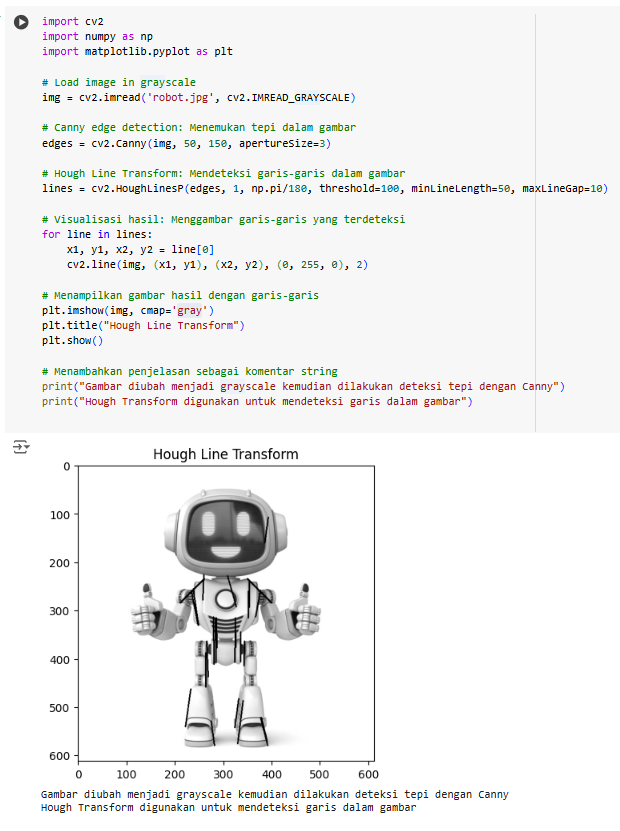 import cv2
import numpy as np
import matplotlib.pyplot as plt
# Load image in grayscale
img = cv2.imread('robot.jpg', cv2.IMREAD_GRAYSCALE)
# Canny edge detection: Menemukan tepi dalam gambar
edges = cv2.Canny(img, 50, 150, apertureSize=3)
# Hough Line Transform: Mendeteksi garis-garis dalam gambar
lines = cv2.HoughLinesP(edges, 1, np.pi/180, threshold=100, minLineLength=50, maxLineGap=10)
# Visualisasi hasil: Menggambar garis-garis yang terdeteksi
for line in lines:
    x1, y1, x2, y2 = line[0]
    cv2.line(img, (x1, y1), (x2, y2), (0, 255, 0), 2)
# Menampilkan gambar hasil dengan garis-garis
plt.imshow(img, cmap='gray')
plt.title("Hough Line Transform")
plt.show()
# Menambahkan penjelasan sebagai komentar string
print("Gambar diubah menjadi grayscale kemudian dilakukan deteksi tepi dengan Canny")
print("Hough Transform digunakan untuk mendeteksi garis dalam gambar")
Hough Line Transform
0
100
200
300
400
500
600
0 100 200 300 400 500 600
Gambar diubah menjadi grayscale kemudian dilakukan deteksi tepi dengan Canny
Hough Transform digunakan untuk mendeteksi garis dalam gambar